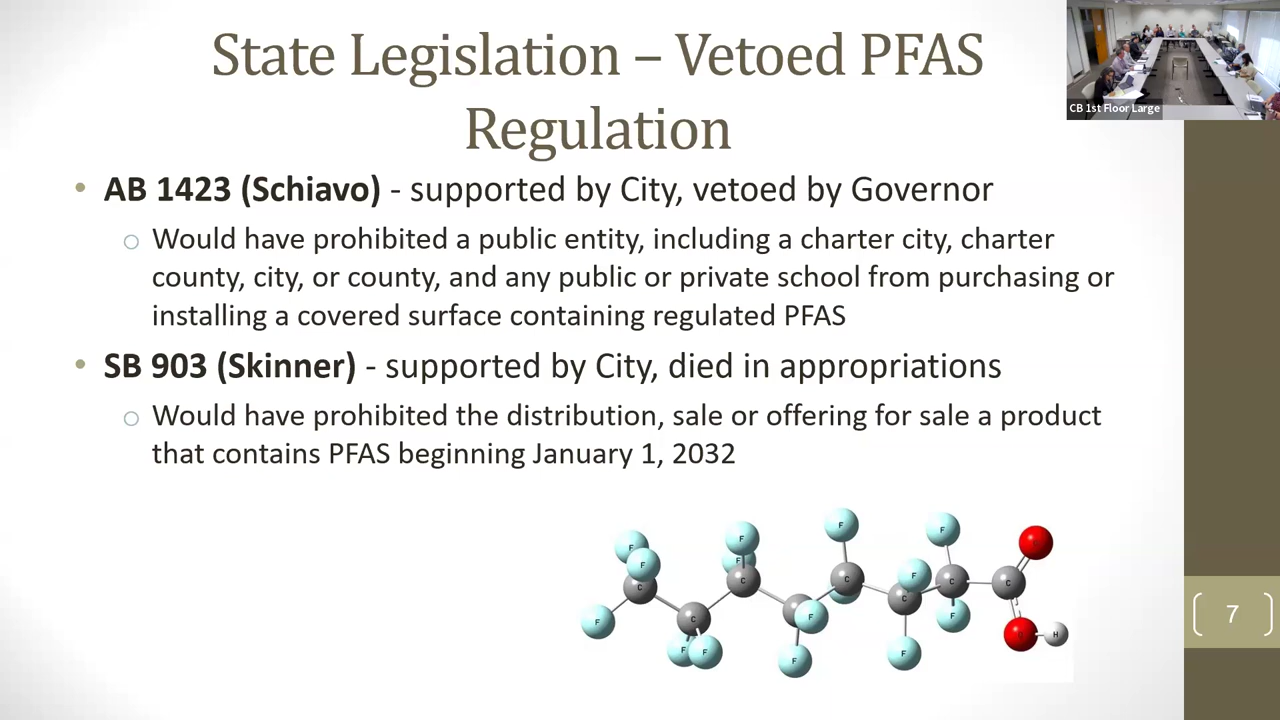 State Legislation – Vetoed PFAS
Regulation
CB 1st Floor Large
• AB 1423 (Schiavo) - supported by City, vetoed by Governor
o Would have prohibited a public entity, including a charter city, charter
county, city, or county, and any public or private school from purchasing or
installing a covered surface containing regulated PFAS
• SB 903 (Skinner) - supported by City, died in appropriations
o Would have prohibited the distribution, sale or offering for sale a product
that contains PFAS beginning January 1, 2032
F F F F F
F F F
C C C C C C
F C F F F H
F F F F
7